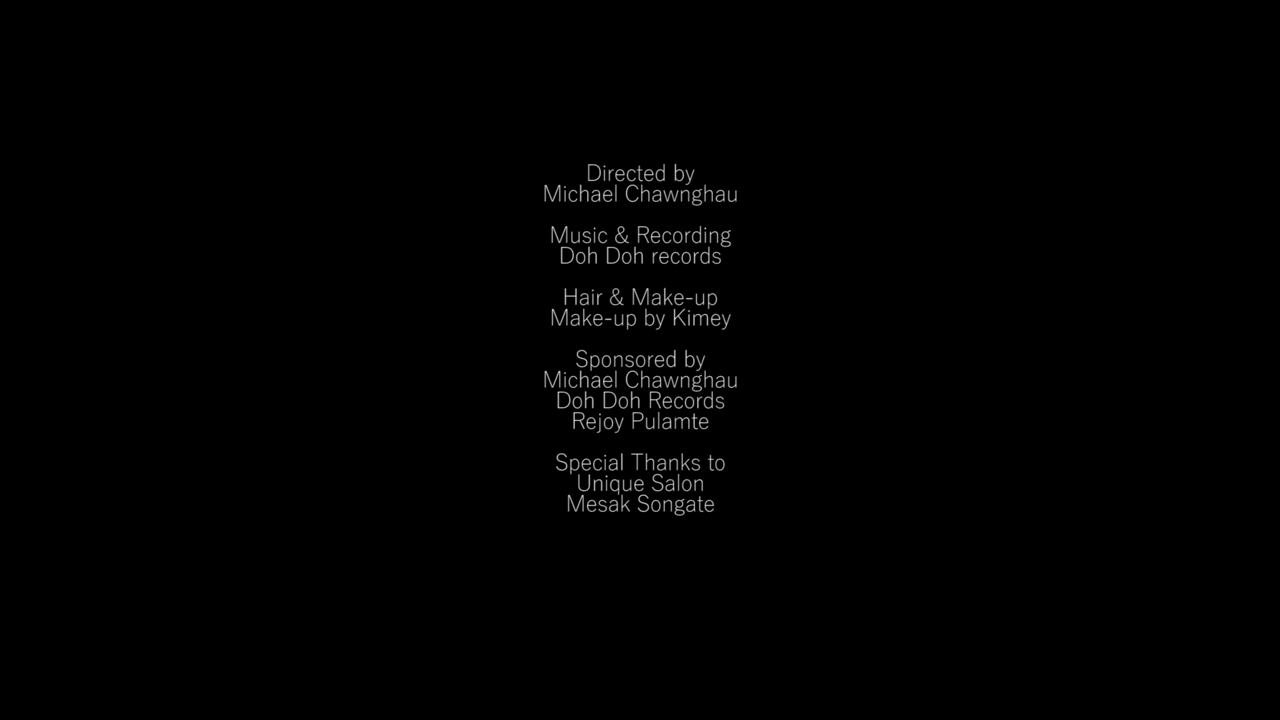 Directed by
Michael Chawnghau
Music & Recording
Doh Doh records
Hair & Make-up
Make-up by Kimey
Sponsored by
Michael Chawnghau
Doh Doh Records
Rejoy Pulamte
Special Thanks to
Unique Salon
Mesak Songate